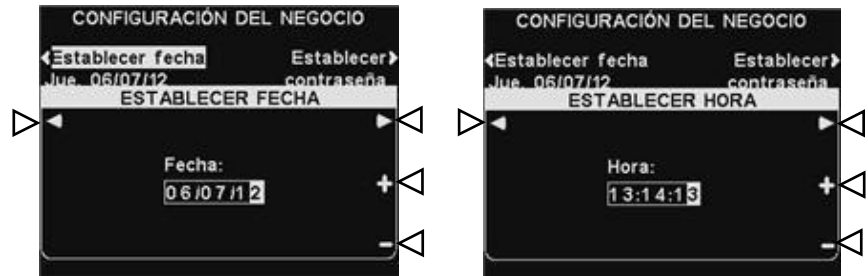 CONFIGURACIÓN DEL NEGOCIO
Establecer fecha Establecer
Jue. 06/07/12 contraseña
ESTABLECER FECHA
Fecha:
06/07/12
+
-
CONFIGURACIÓN DEL NEGOCIO
Establecer fecha Establecer
Jue. 06/07/12 contraseña
ESTABLECER HORA
Hora:
13:14:13
+
-